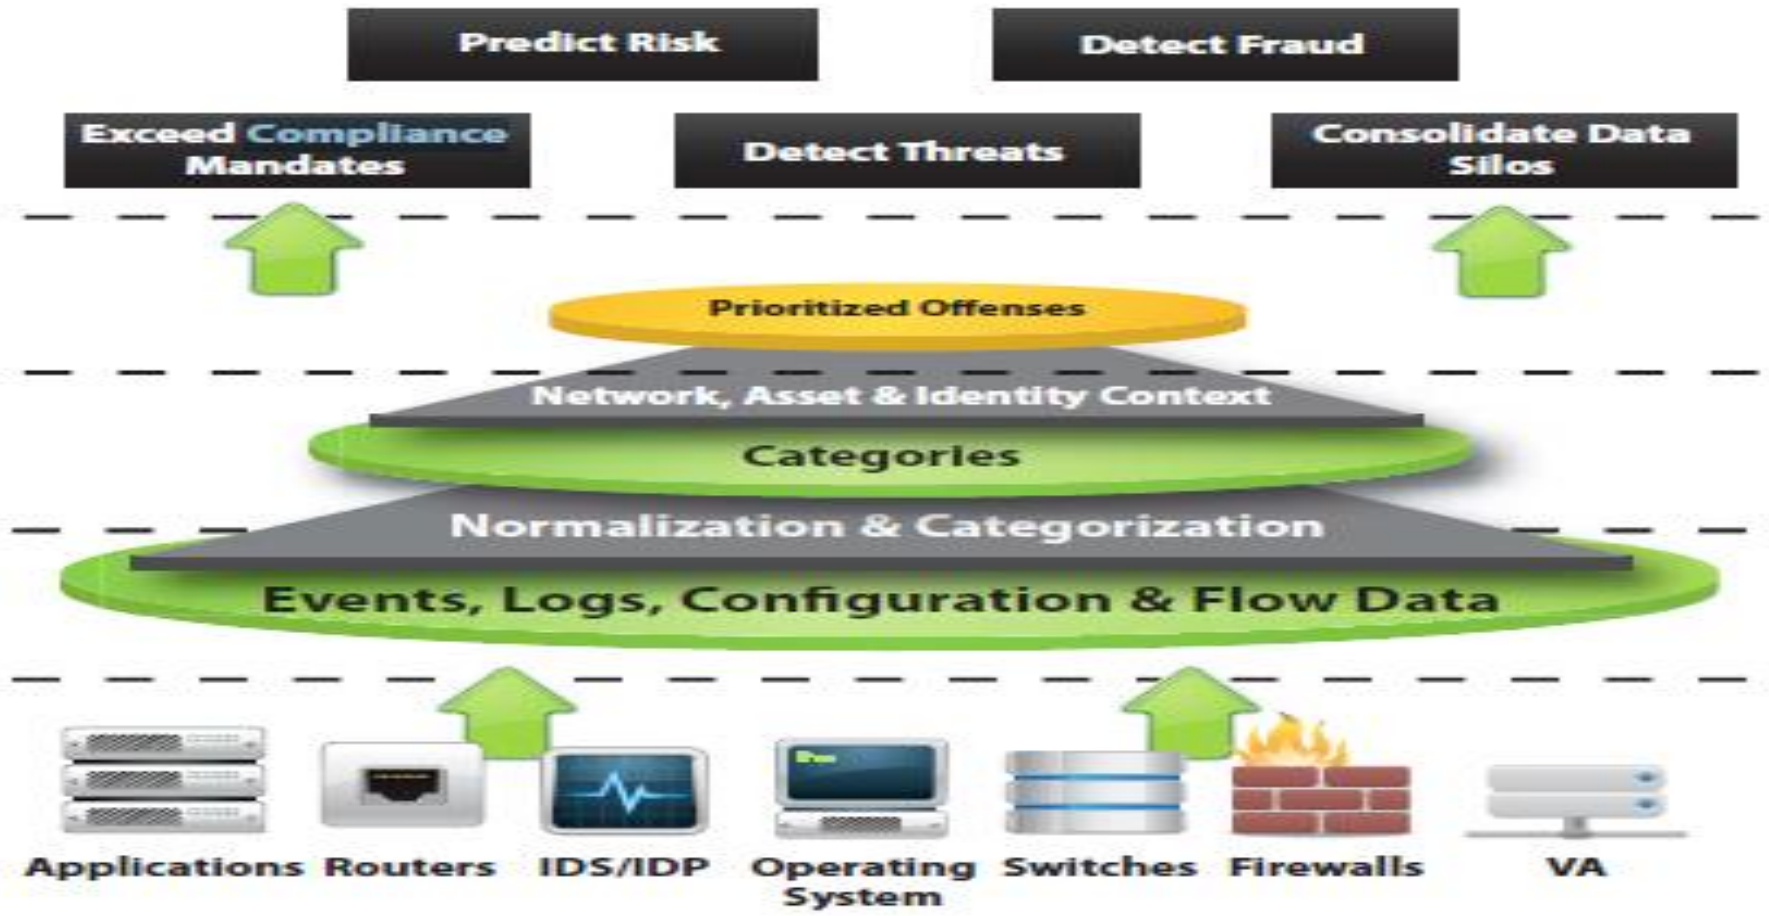 Predict Risk
Detect Fraud
Exceed Compliance
Mandates
Detect Threats
Consolidate Data
Silos
Prioritized Offenses
Network, Asset & Identity Context
Categories
Normalization & Categorization
Events, Logs, Configuration & Flow Data
Applications
Routers
IDS/IDP
Operating
System
Switches
Firewalls
VA